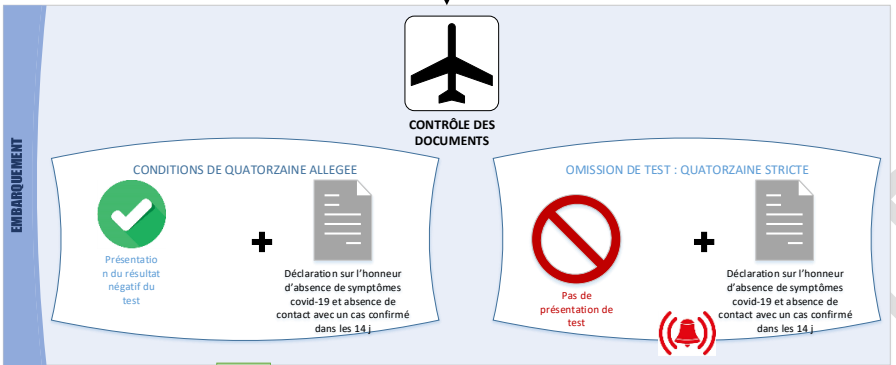 EMBARQUEMENT
CONTRÔLE DES
DOCUMENTS
CONDITIONS DE QUATORZAINE ALLEGEE
Présentatio
n du résultat
négatif du
test
Déclaration sur l’honneur
d’absence de symptômes
covid-19 et absence de
contact avec un cas confirmé
dans les 14 j
OMISSION DE TEST : QUATORZAINE STRICTE
Pas de
présentation de
test
Déclaration sur l’honneur
d’absence de symptômes
covid-19 et absence de
contact avec un cas confirmé
dans les 14 j